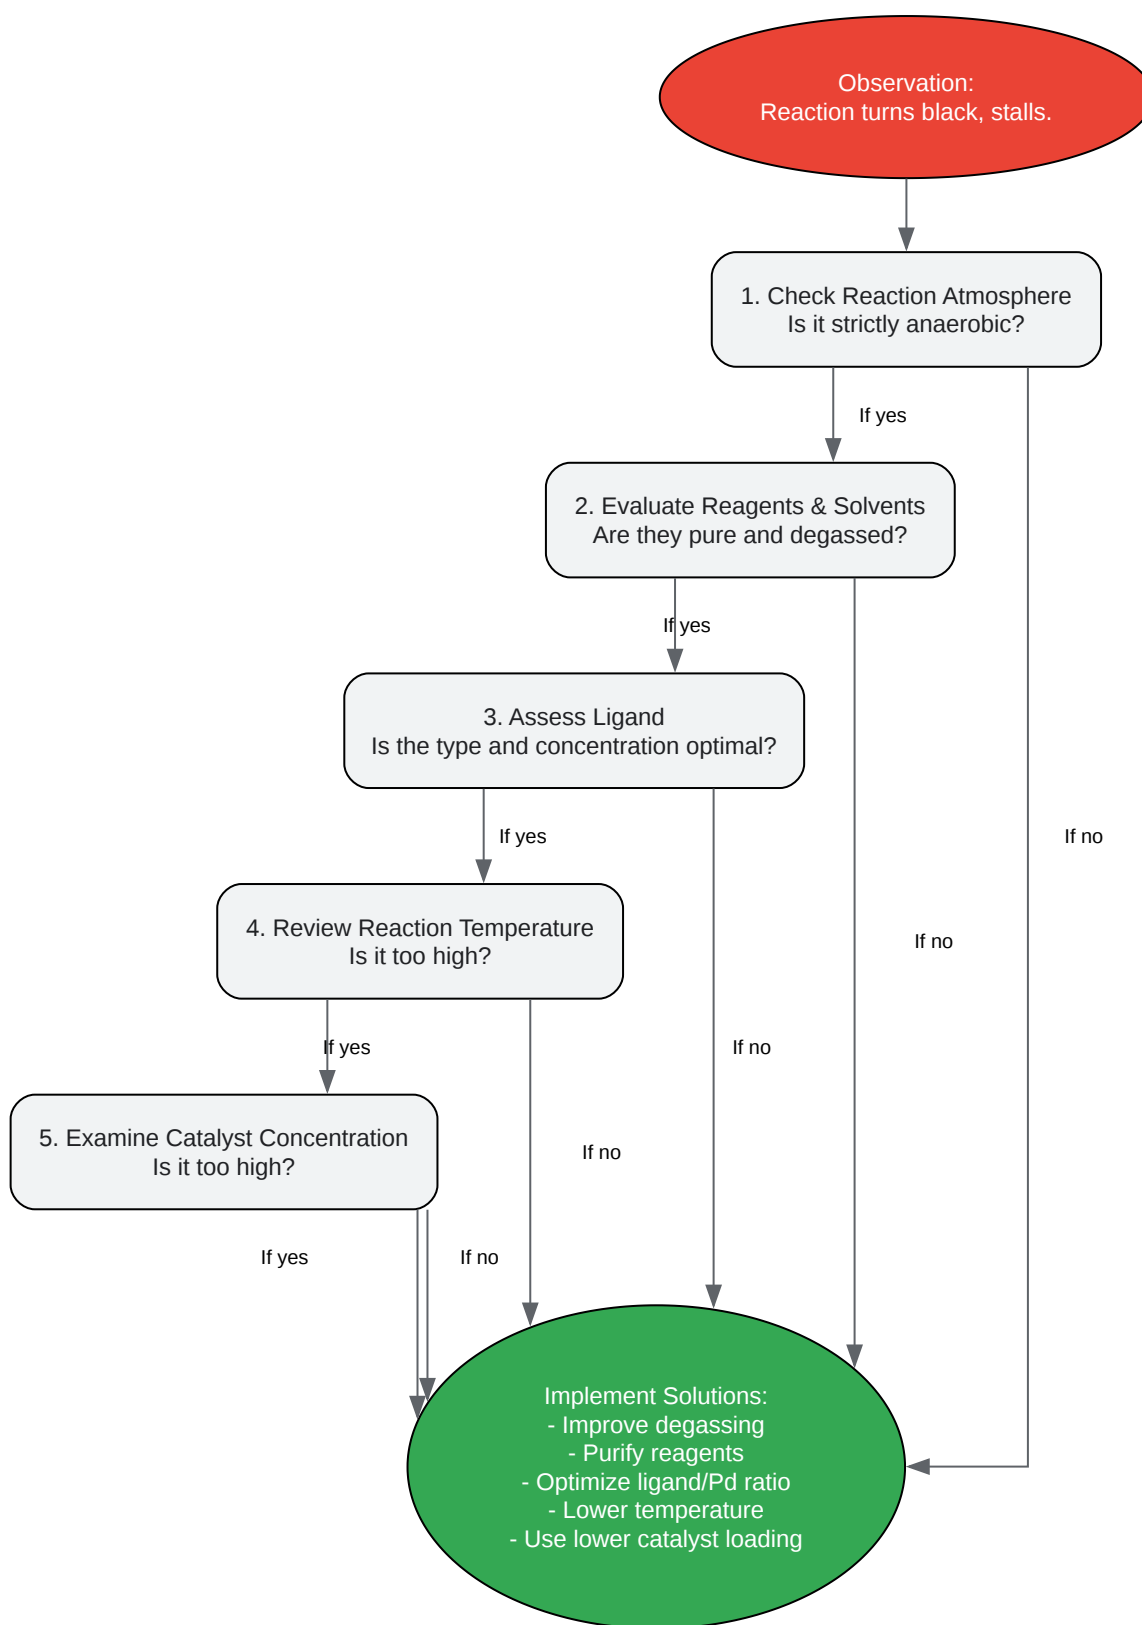 Observation:
Reaction turns black, stalls.
1. Check Reaction Atmosphere
Is it strictly anaerobic?
If yes
2. Evaluate Reagents & Solvents
Are they pure and degassed?
If yes
3. Assess Ligand
Is the type and concentration optimal?
If yes
If no
4. Review Reaction Temperature
Is it too high?
If no
If yes
If no
5. Examine Catalyst Concentration
Is it too high?
If no
If yes
If no
Implement Solutions:
- Improve degassing
- Purify reagents
- Optimize ligand/Pd ratio
- Lower temperature
- Use lower catalyst loading